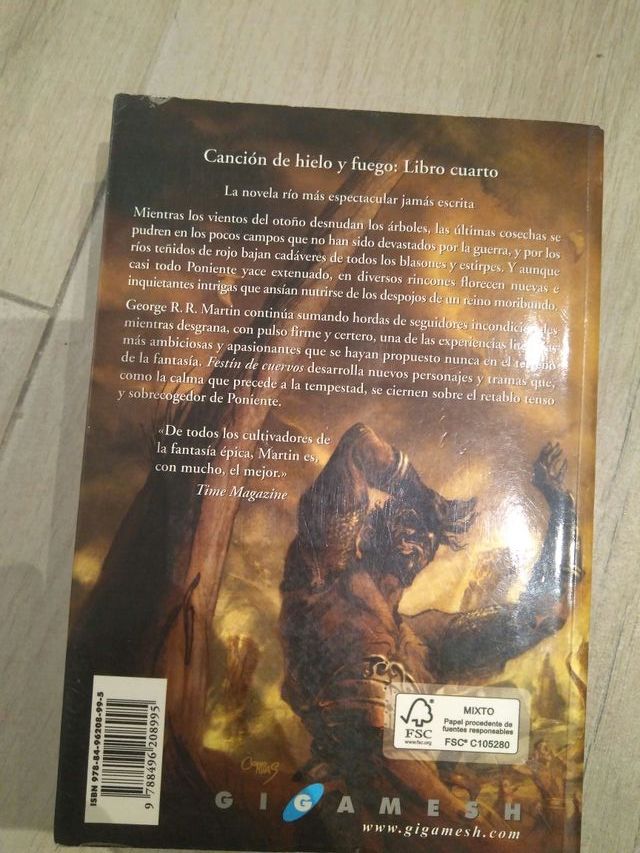 Canción de hielo y fuego: Libro cuarto
La novela río más espectacular jamás escrita
Mientras los vientos del otoño desnudan los árboles, las últimas cosechas se
pudren en los pocos campos que no han sido devastados por la guerra, y por los
ríos teñidos de rojo bajan cadáveres de todos los blasones y estirpes. Y aunque
casi todo Poniente yace extenuado, en diversos rincones florecen nuevas e
inquietantes intrigas que ansían nutrirse de los despojos de un reino moribundo.
George R. R. Martin continúa sumando hordas de seguidores incondicionales
mientras desgrana, con pulso firme y certero, una de las experiencias literarias
más ambiciosas y apasionantes que se hayan propuesto nunca en el terreno
de la fantasía. Festín de cuervos desarrolla nuevos personajes y tramas que,
como la calma que precede a la tempestad, se ciernen sobre el retablo tenso
y sobrecogedor de Poniente.
«De todos los cultivadores de
la fantasía épica, Martin es,
con mucho, el mejor.»
Time Magazine
ISBN 978-84-96208-99-5
9 788496 208995
FSC
www.fsc.org
MIXTO
Papel procedente de
fuentes responsables
FSC® C105280
GIGAMESH
www.gigamesh.com